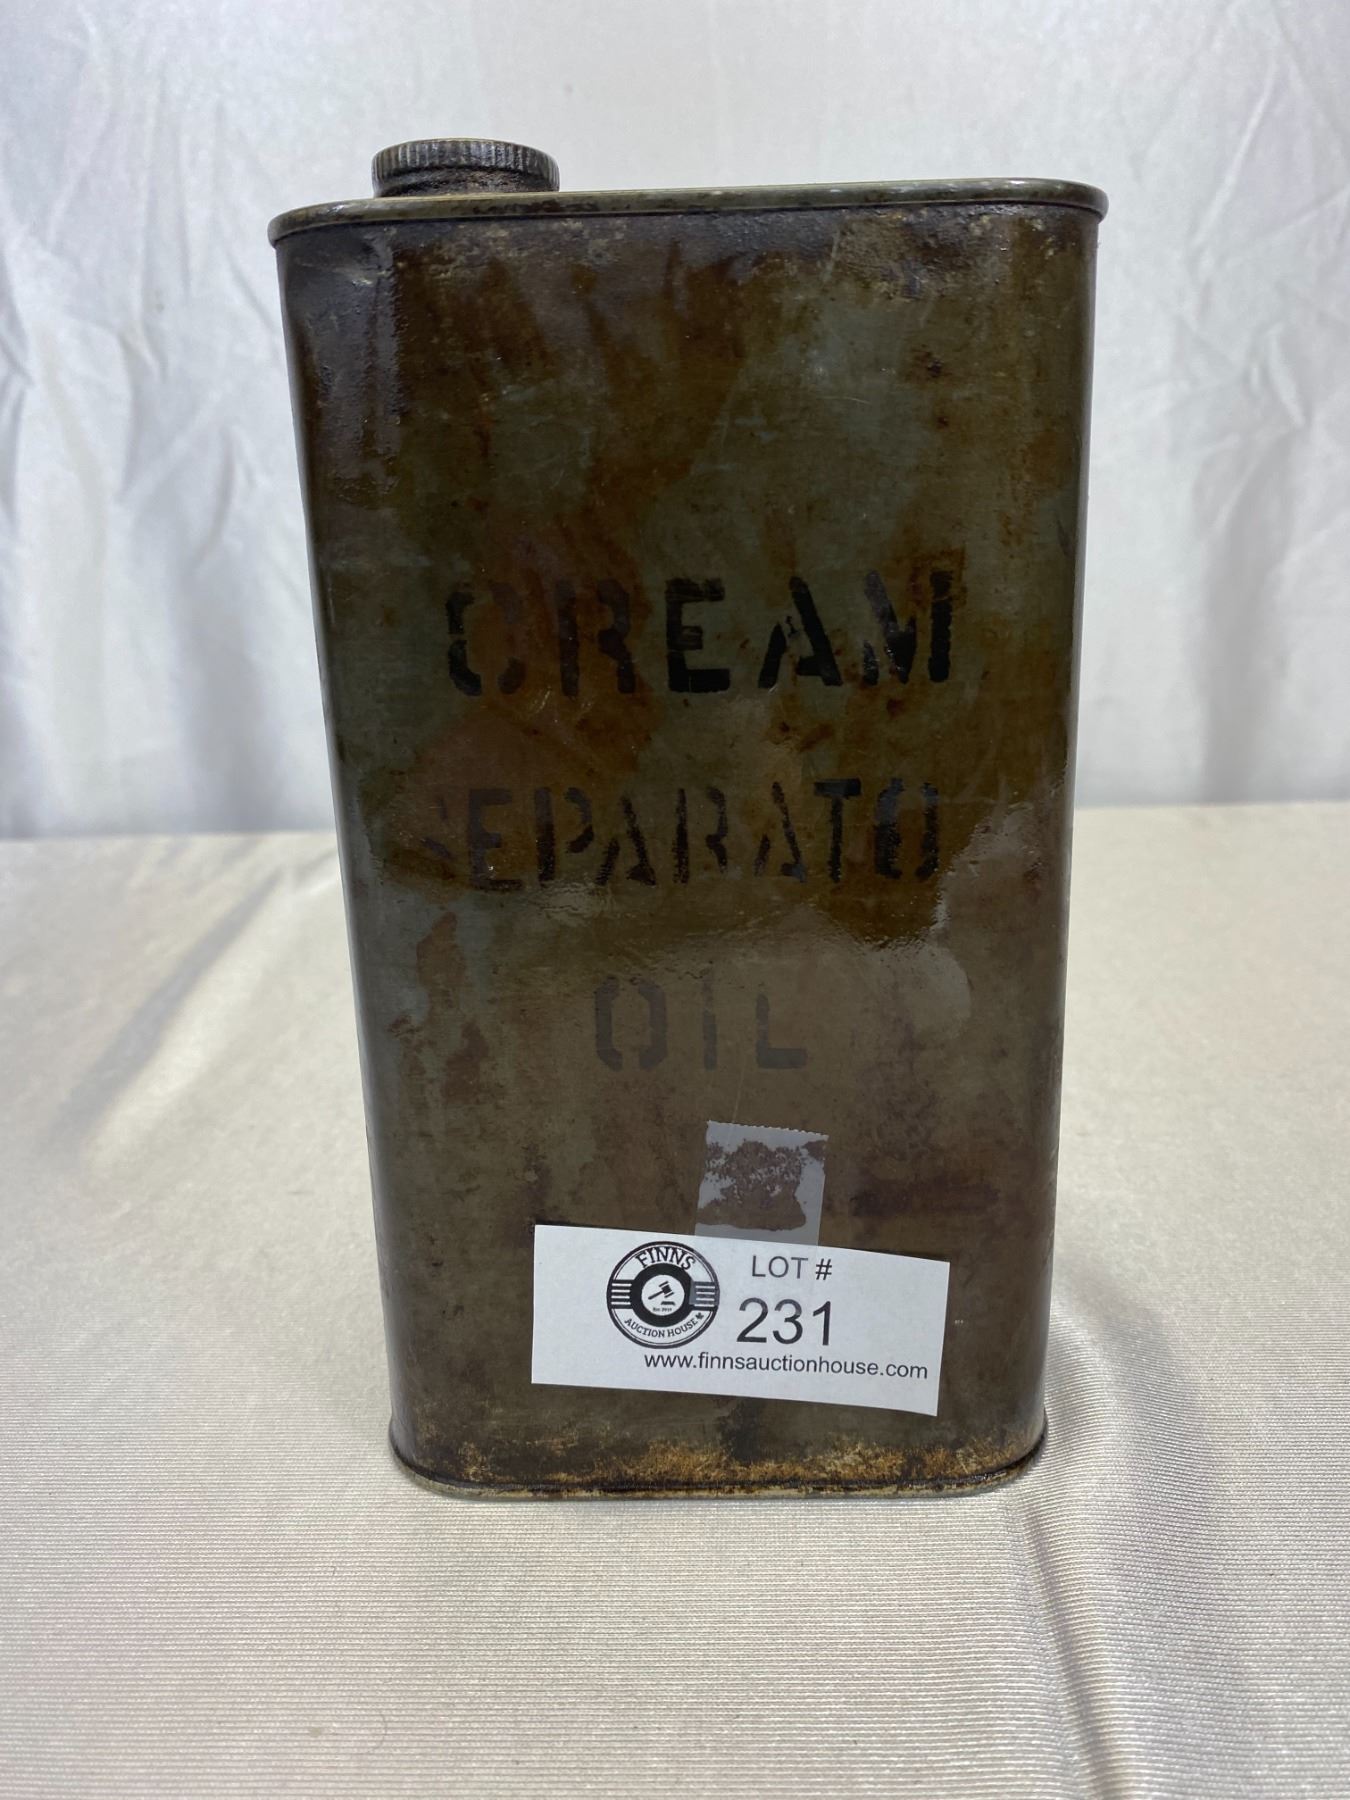 CREAM
SEPARATO
OIL
FINNS
AUCTION HOUSE
LOT #
231
www.finnsauctionhouse.com